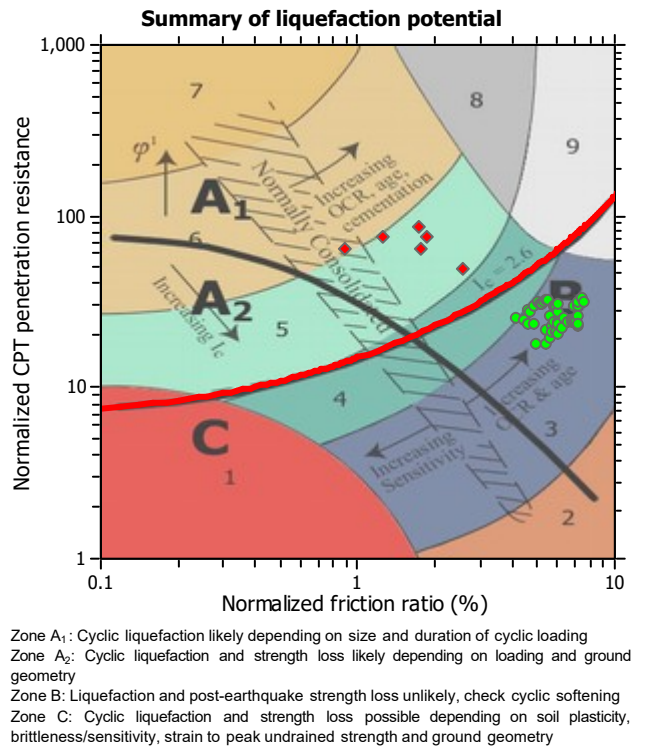 Summary of liquefaction potential
Normalized CPT penetration resistance
1,000
100
10
1
7
8
9
φ'
Increasing
OCR, age,
cementation
A1
Normally Consolidated
6
Ic = 2.6
A2
B
Increasing Ic
5
4
Increasing
OCR & age
C
Increasing
Sensitivity
3
1
2
0.1
1
10
Normalized friction ratio (%)
Zone A1: Cyclic liquefaction likely depending on size and duration of cyclic loading
Zone A2: Cyclic liquefaction and strength loss likely depending on loading and ground
geometry
Zone B: Liquefaction and post-earthquake strength loss unlikely, check cyclic softening
Zone C: Cyclic liquefaction and strength loss possible depending on soil plasticity,
brittleness/sensitivity, strain to peak undrained strength and ground geometry